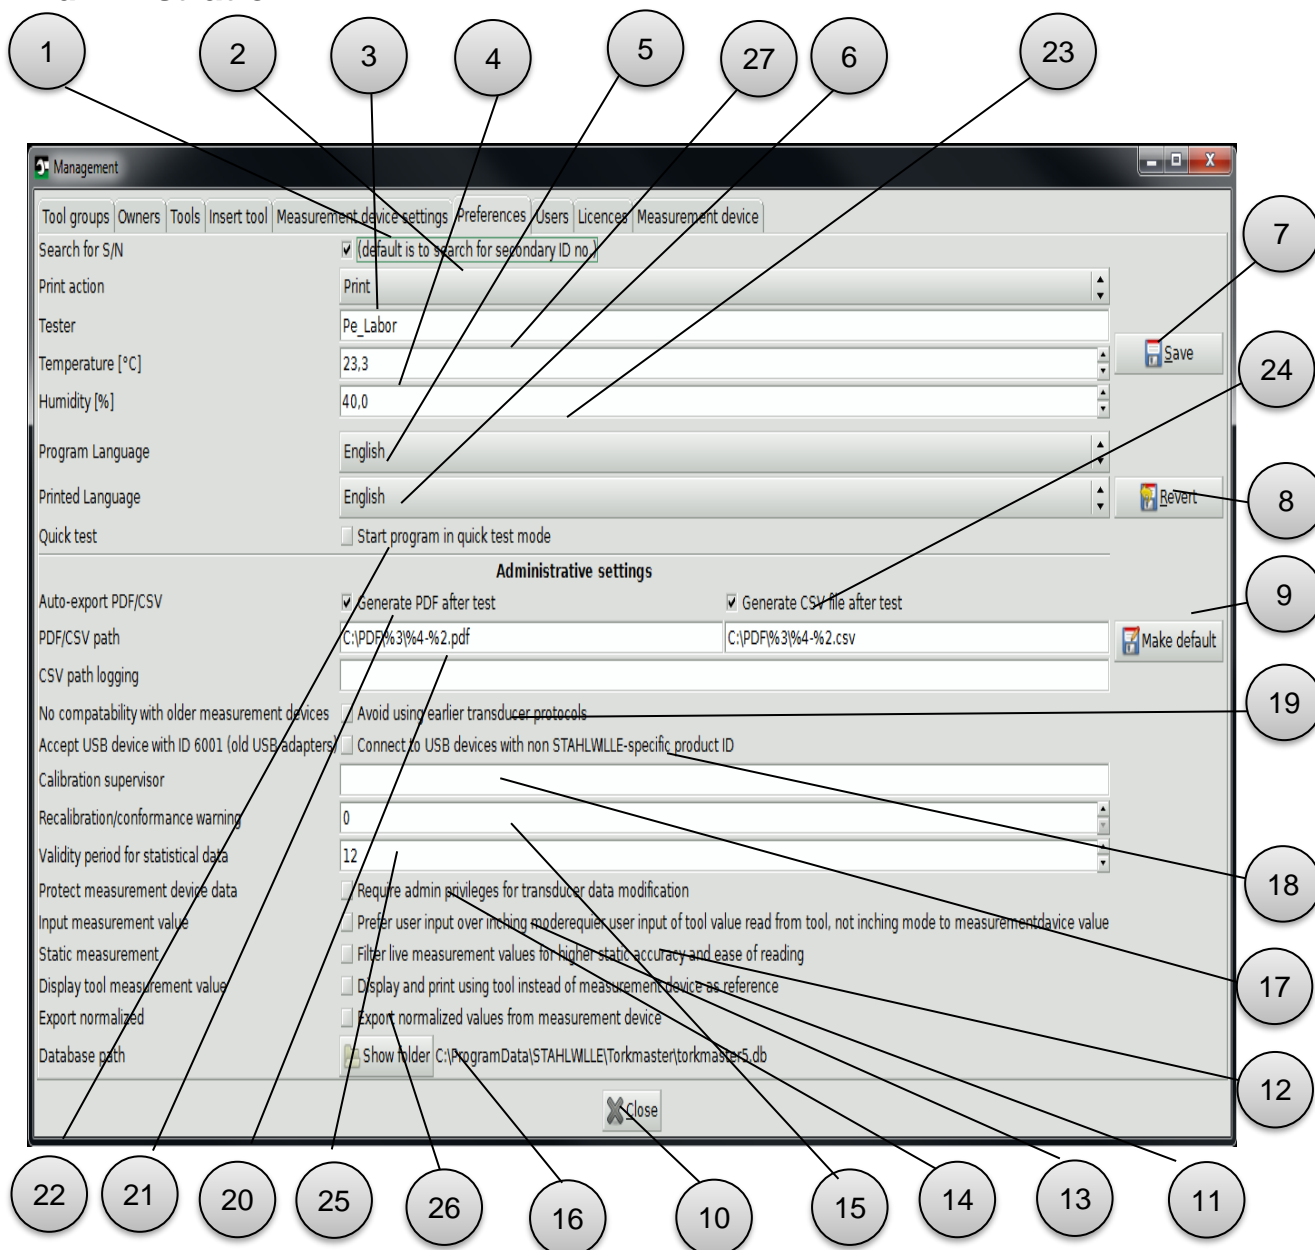 1 2 3 4 5 27 6 23
Management
Tool groups Owners Tools Insert tool Measurement device settings Preferences Users Licences Measurement device
Search for S/N (default is to search for secondary ID no.)
7
Print action Print
Tester Pe_Labor
Save
Temperature [°C] 23,3
24
Humidity [%] 40,0
Program Language English
Printed Language English
Revert
8
Quick test Start program in quick test mode
Administrative settings
Auto-export PDF/CSV Generate PDF after test Generate CSV file after test
9
PDF/CSV path C:\PDF\%3\%4-%2.pdf C:\PDF\%3\%4-%2.csv
Make default
CSV path logging
No compatability with older measurement devices Avoid using earlier transducer protocols
19
Accept USB device with ID 6001 (old USB adapters) Connect to USB devices with non STAHLWILLE-specific product ID
Calibration supervisor
Recalibration/conformance warning 0
Validity period for statistical data 12
18
Protect measurement device data Require admin privileges for transducer data modification
Input measurement value Prefer user input over inching moderequier user input of tool value read from tool, not inching mode to measurementdavice value
Static measurement Filter live measurement values for higher static accuracy and ease of reading
17
Display tool measurement value Display and print using tool instead of measurement device as reference
Export normalized Export normalized values from measurement device
Database path Show folder C:\ProgramData\STAHLWILLE\Torkmaster\torkmaster5.db
12
Close
22 21 20 25 26 16 10 15 14 13 11